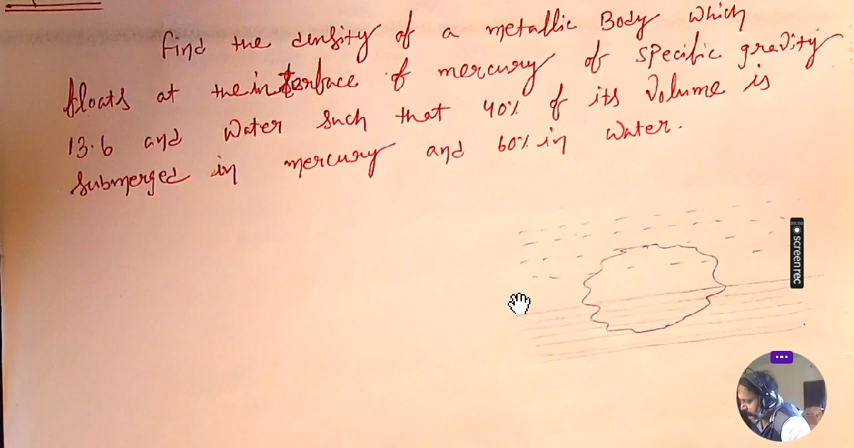 Find the density of a metallic Body which
floats at the interface of mercury of specific gravity
13.6 and water such that 40% of its volume is
submerged in mercury and 60% in water.
screenrec